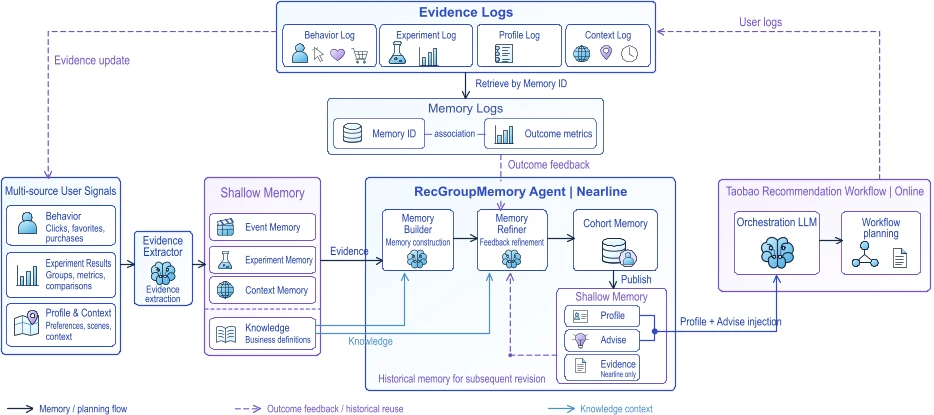 Evidence Logs
Behavior Log
Experiment Log
Profile Log
Context Log
User logs
Evidence update
Retrieve by Memory ID
Memory Logs
Memory ID
association
Outcome metrics
Outcome feedback
Multi-source User Signals
Behavior
Clicks, favorites,
purchases
Experiment Results
Groups, metrics,
comparisons
Profile & Context
Preferences, scenes,
context
Evidence
Extractor
Evidence
extraction
Shallow Memory
Event Memory
Experiment Memory
Context Memory
Knowledge
Business definitions
Evidence
Knowledge
RecGroupMemory Agent | Nearline
Memory
Builder
Memory construction
Memory
Refiner
Feedback refinement
Cohort Memory
Publish
Shallow Memory
Profile
Advise
Evidence
Nearline only
Historical memory for subsequent revision
Profile + Advise injection
Taobao Recommendation Workflow | Online
Orchestration LLM
Workflow
planning
Memory / planning flow
Outcome feedback / historical reuse
Knowledge context